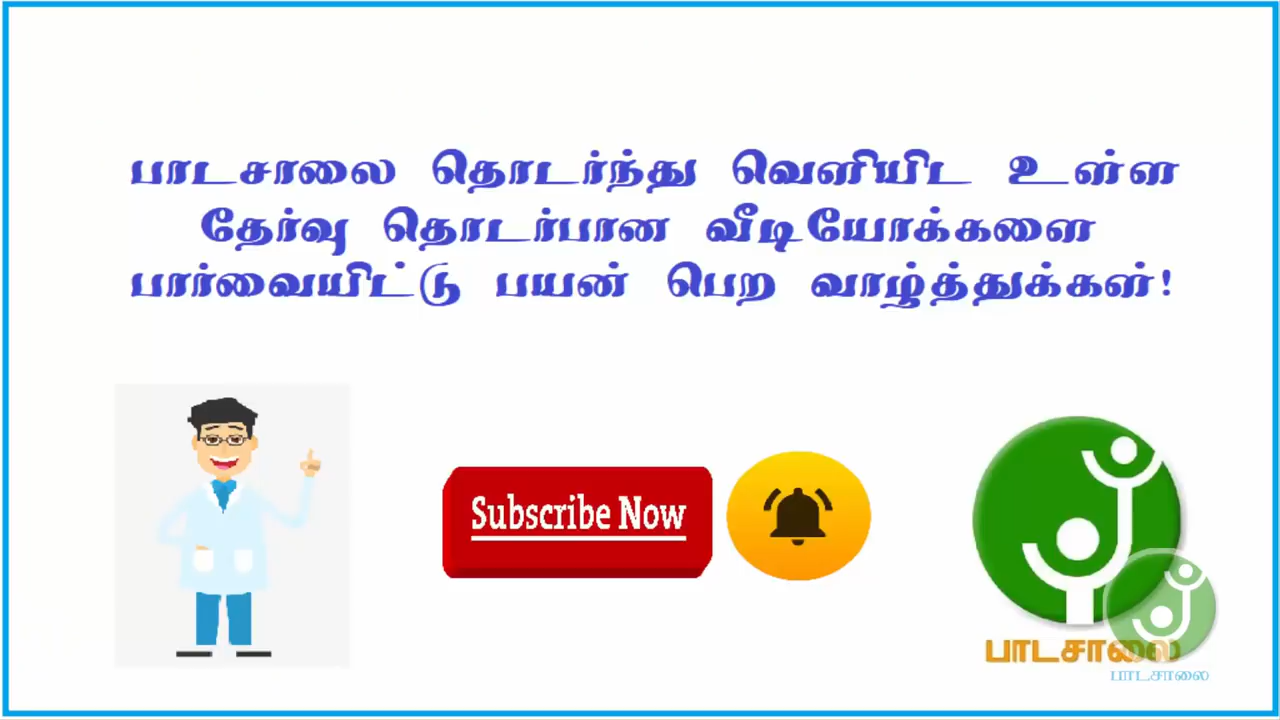 பாடசாலை தொடர்ந்து வெளியிட உள்ள
தேர்வு தொடர்பான வீடியோக்களை
பார்வையிட்டு பயன் பெற வாழ்த்துக்கள்!
Subscribe Now
பாடசாலை
பாடசாலை